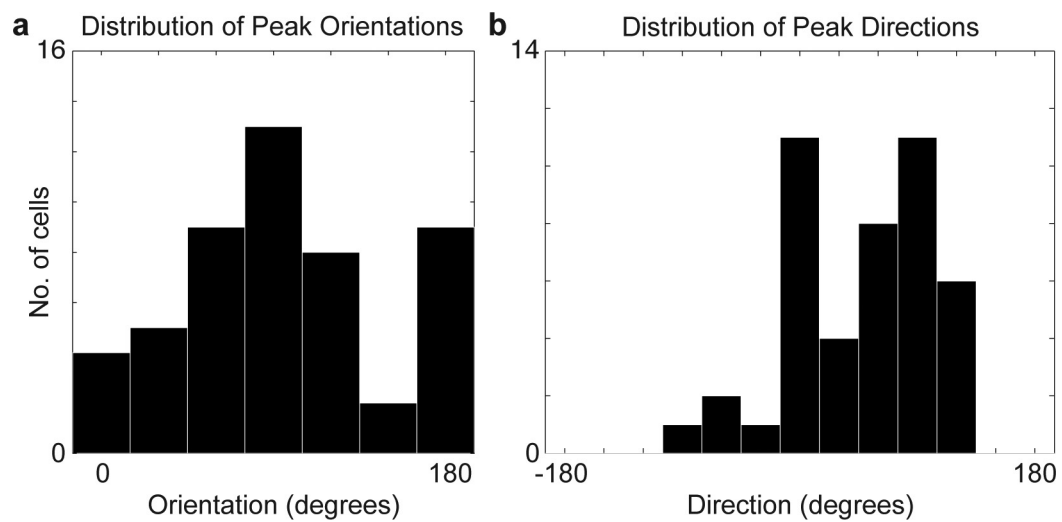 a Distribution of Peak Orientations
16
No. of cells
0
0 180
Orientation (degrees)
b Distribution of Peak Directions
14
0
-180 180
Direction (degrees)